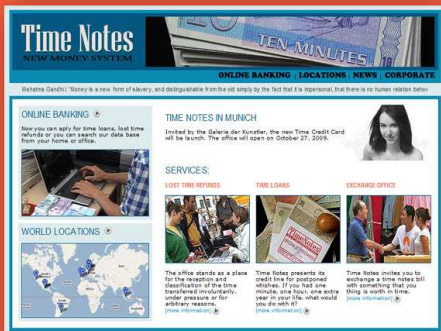 Time Notes
NEW MONEY SYSTEM
TEN MINUTES
ONLINE BANKING | LOCATIONS | NEWS | CORPORATE
Mahatma Gandhi| "Money is a new form of slavery, and distinguishable from the old simply by the fact that it is impersonal, that there is no human relation betwe
ONLINE BANKING
Now you can aply for time loans, lost time
refunds or you can search our data base
from your home or office.
WORLD LOCATIONS
TIME NOTES IN MUNICH
Invited by the Galerie der Kunstler, the new Time Credit Card
will be launch. The office will open on October 27, 2009.
SERVICES:
LOST TIME REFUNDS
The office stands as a place
for the reception and
classification of the time
transferred involuntarily,
under pressure or for
arbitrary reasons.
[more information]
TIME LOANS
TimeNotes
Time Notes presents its
credit line for postponed
whishes. If you had one
minute, one hour, one extra
year in your life, what would
you do with it?
[more information]
EXCHANGE OFFICE
Time Notes invites you to
exchange a time notes bill
with something that you
thing is worth in time.
[more information]